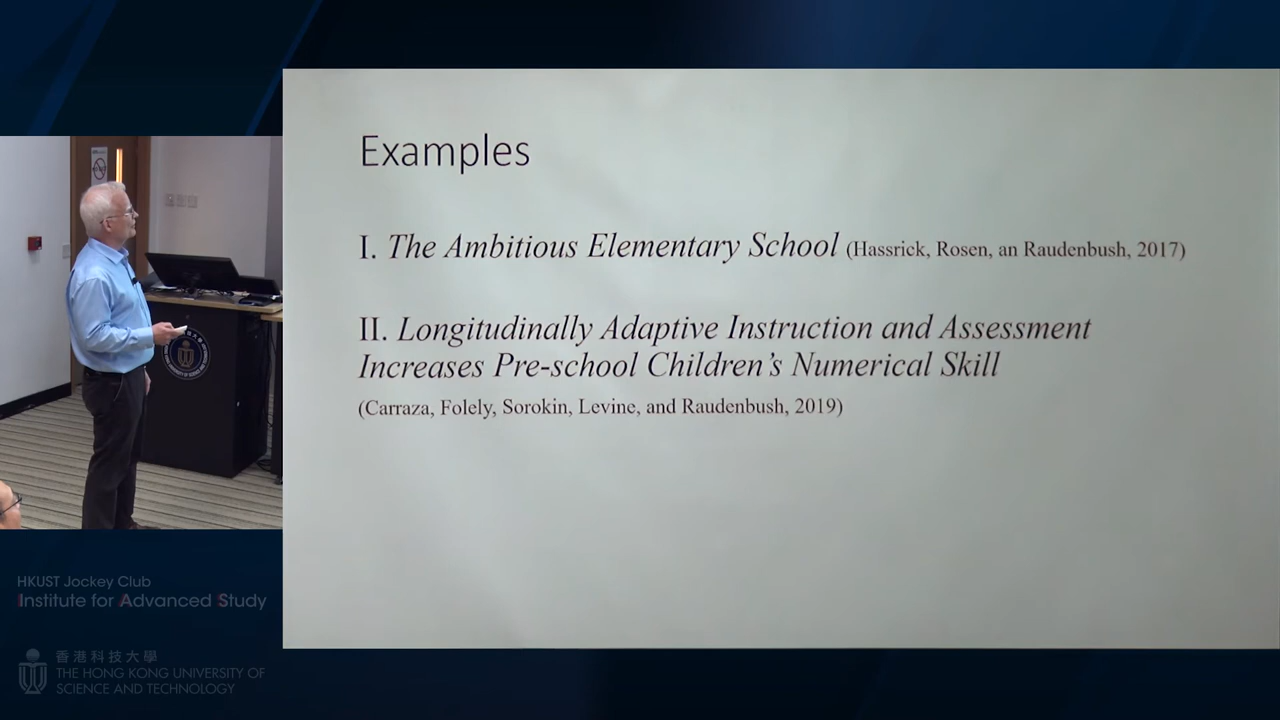 Examples
I. The Ambitious Elementary School (Hassrick, Rosen, an Raudenbush, 2017)
II. Longitudinally Adaptive Instruction and Assessment
Increases Pre-school Children's Numerical Skill
(Carraza, Folely, Sorokin, Levine, and Raudenbush, 2019)
HKUST Jockey Club
Institute for Advanced Study
香港科技大學
THE HONG KONG UNIVERSITY OF
SCIENCE AND TECHNOLOGY